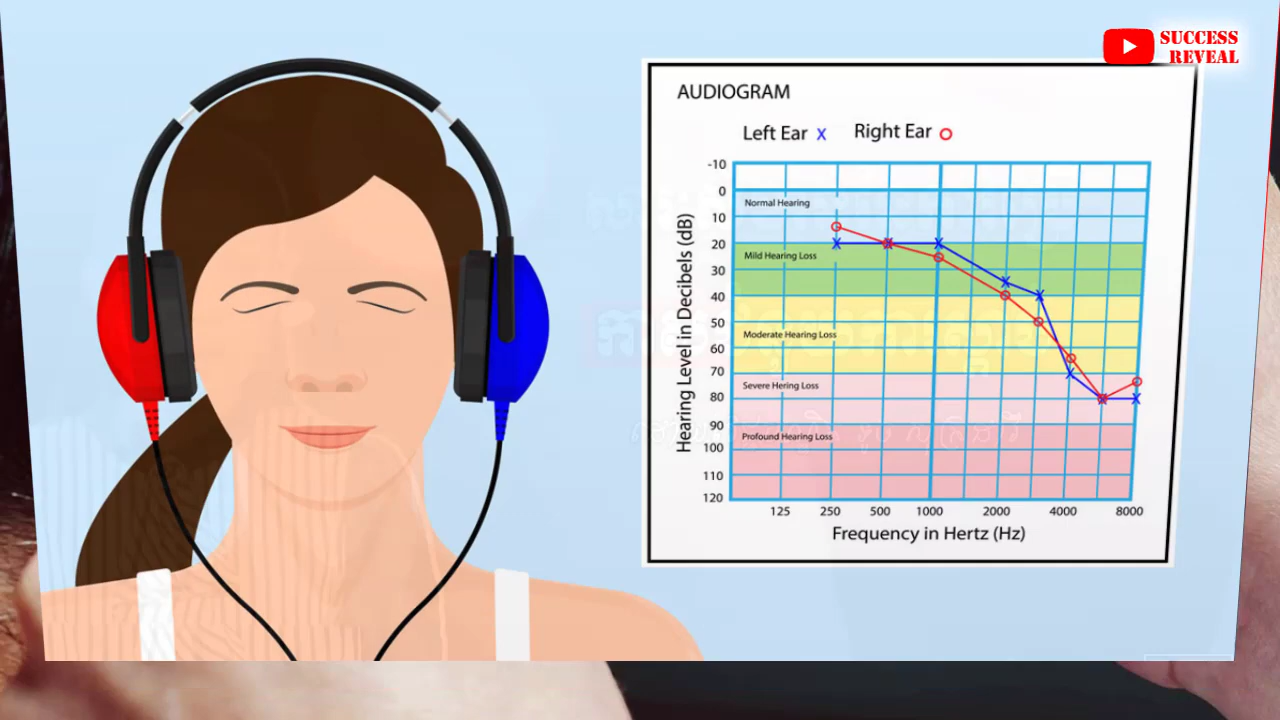 SUCCESS
REVEAL
AUDIOGRAM
Left Ear x Right Ear o
-10
0
Normal Hearing
10
20
Mild Hearing Loss
30
40
50
Moderate Hearing Loss
60
70
Severe Hering Loss
80
90
Profound Hearing Loss
100
110
120
Hearing Level in Decibels (dB)
125 250 500 1000 2000 4000 8000
Frequency in Hertz (Hz)